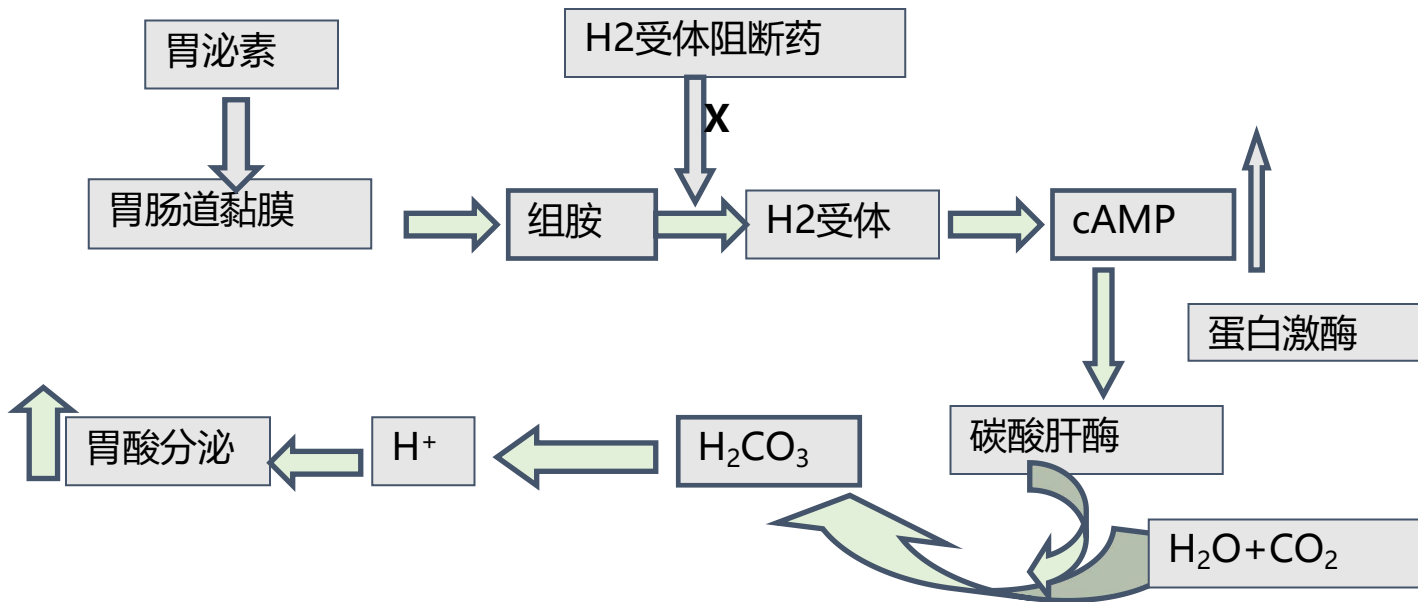 胃泌素
H2受体阻断药
X
胃肠道黏膜
组胺
H2受体
cAMP
蛋白激酶
碳酸肝酶
胃酸分泌
H⁺
H₂CO₃
H₂O+CO₂